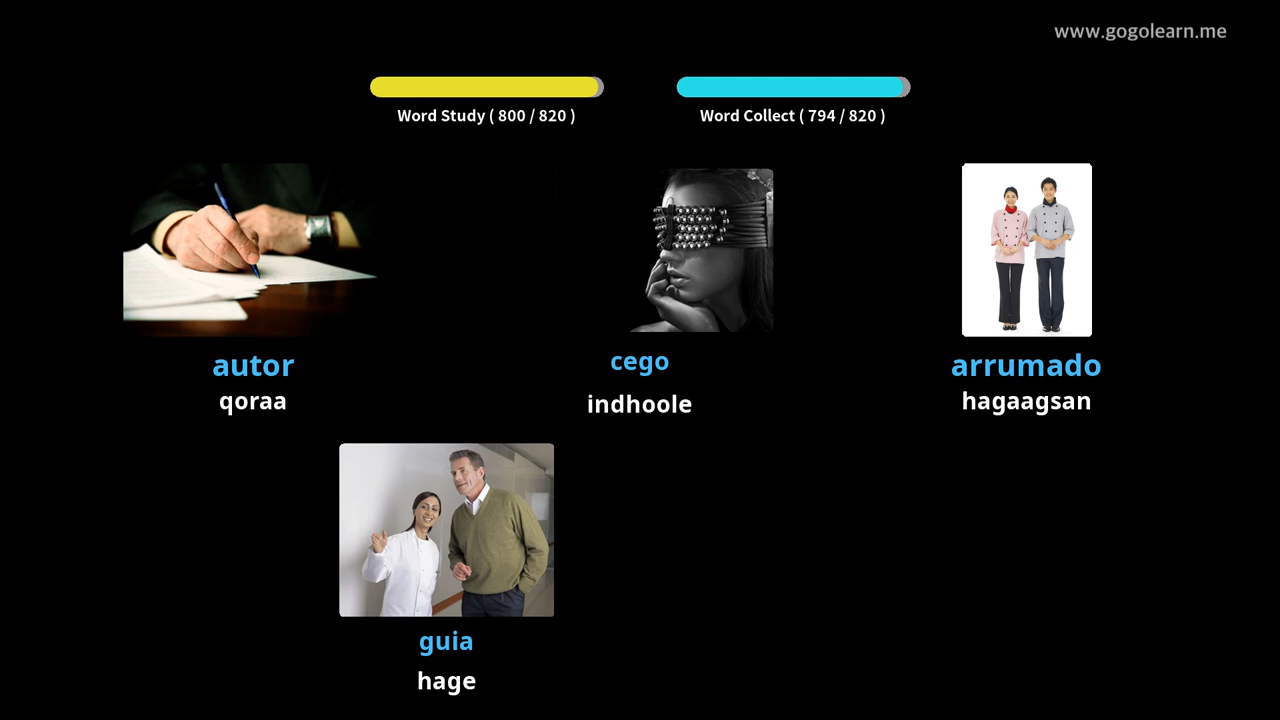 www.gogolearn.me
Word Study ( 800 / 820 )
Word Collect ( 794 / 820 )
autor
qoraa
cego
indhoole
arrumado
hagaagsan
guia
hage